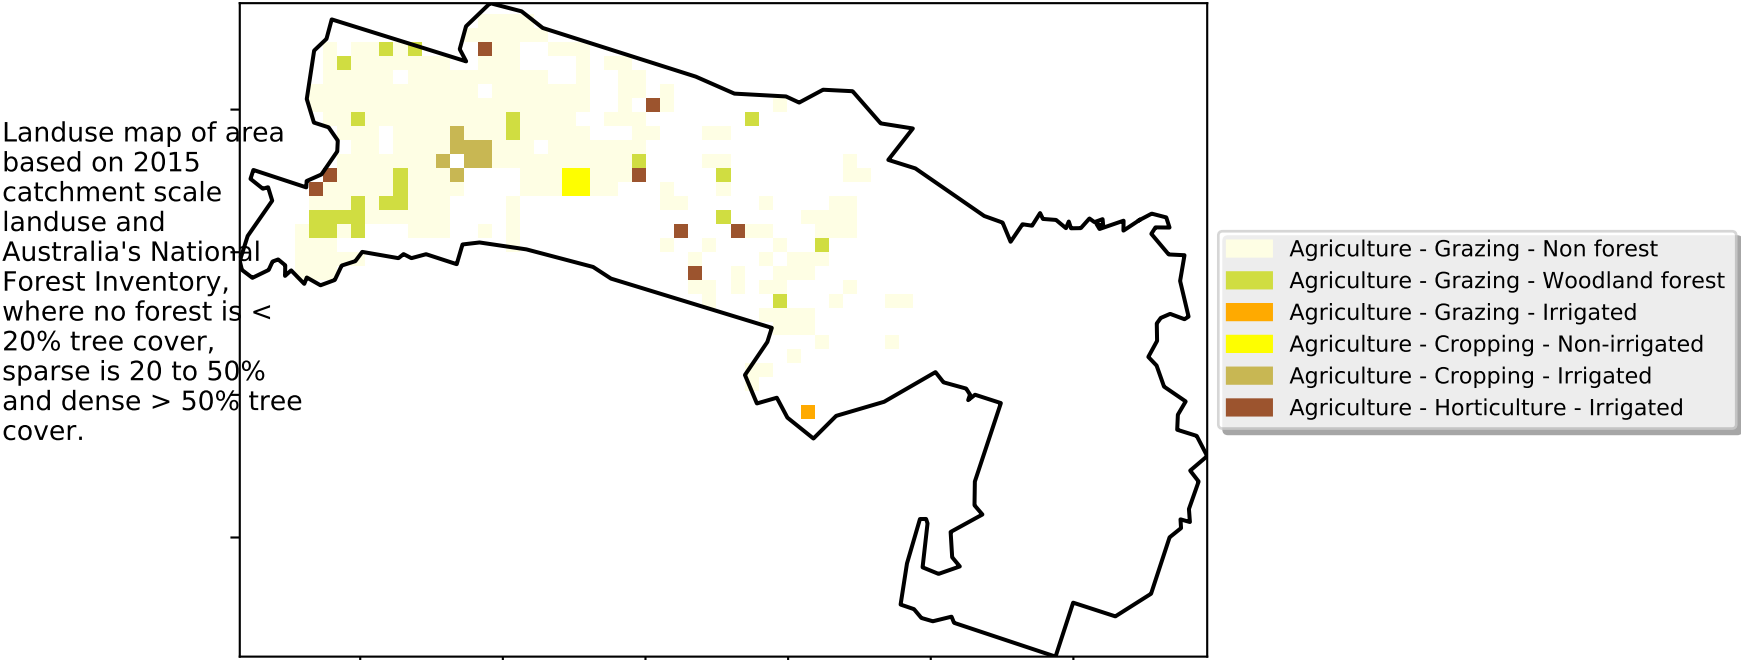 Landuse map of area
based on 2015
catchment scale
landuse and
Australia's National
Forest Inventory,
where no forest is <
20% tree cover,
sparse is 20 to 50%
and dense > 50% tree
cover.
Agriculture - Grazing - Non forest
Agriculture - Grazing - Woodland forest
Agriculture - Grazing - Irrigated
Agriculture - Cropping - Non-irrigated
Agriculture - Cropping - Irrigated
Agriculture - Horticulture - Irrigated